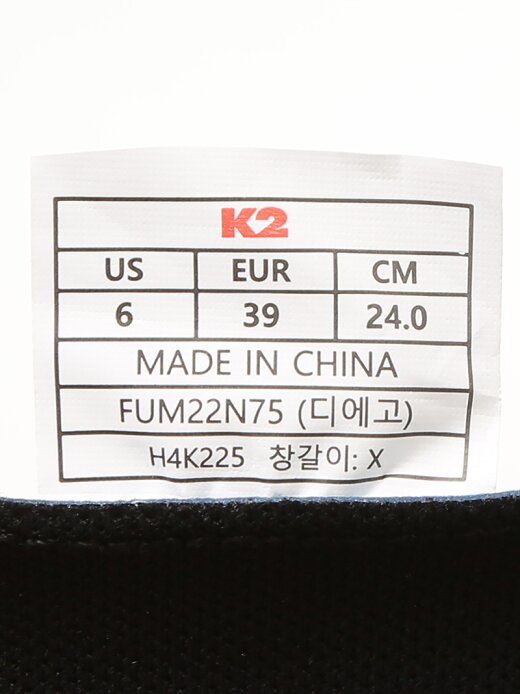 K2
US EUR CM
6 39 24.0
MADE IN CHINA
FUM22N75 (디에고)
H4K225 창갈이: X